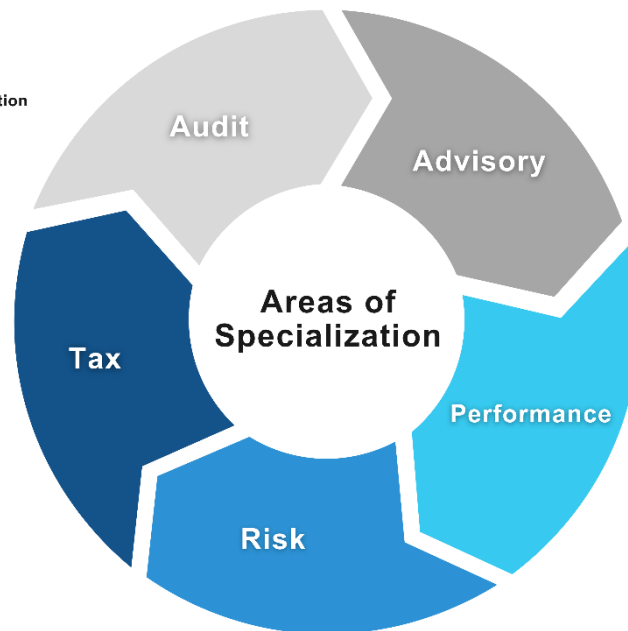 Audit
Advisory
Areas of
Specialization
Tax
Performance
Risk